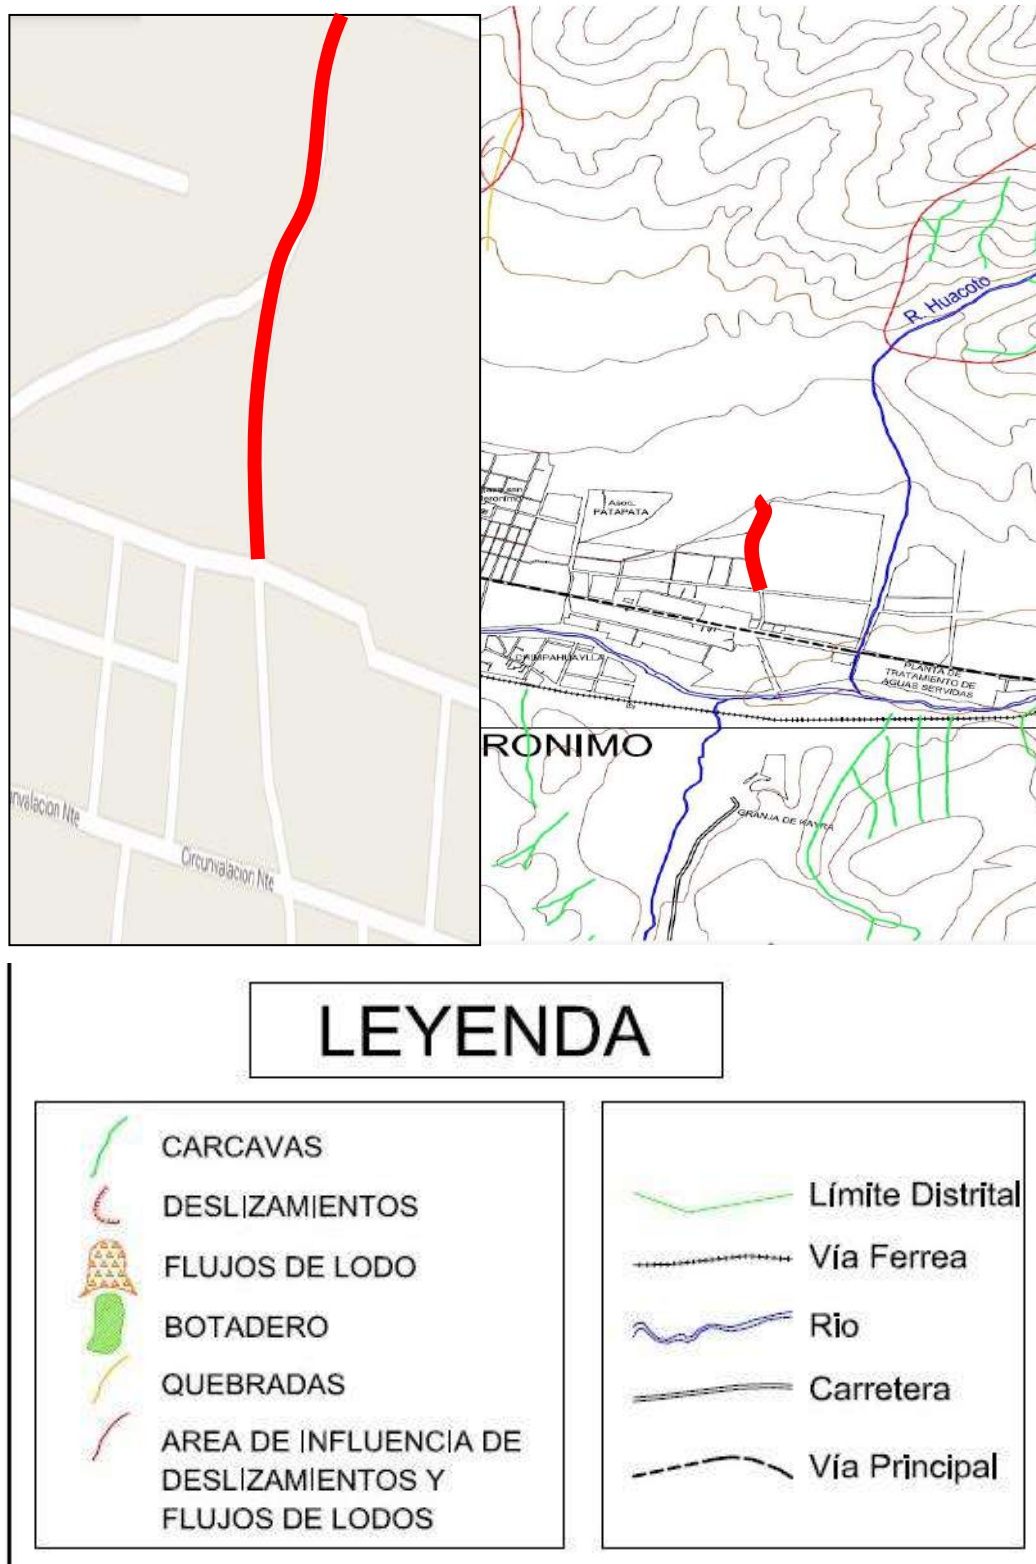 nvalacion Nte
Circunvalacion Nte
R. Huacoto
Asoc.
PATAPATA
CHIMPAHUAYLLA
PLANTA DE
TRATAMIENTO DE
AGUAS SERVIDAS
RONIMO
GRANJA DE KAYRA
LEYENDA
CARCAVAS
DESLIZAMIENTOS
FLUJOS DE LODO
BOTADERO
QUEBRADAS
AREA DE INFLUENCIA DE
DESLIZAMIENTOS Y
FLUJOS DE LODOS
Límite Distrital
Vía Ferrea
Rio
Carretera
Vía Principal